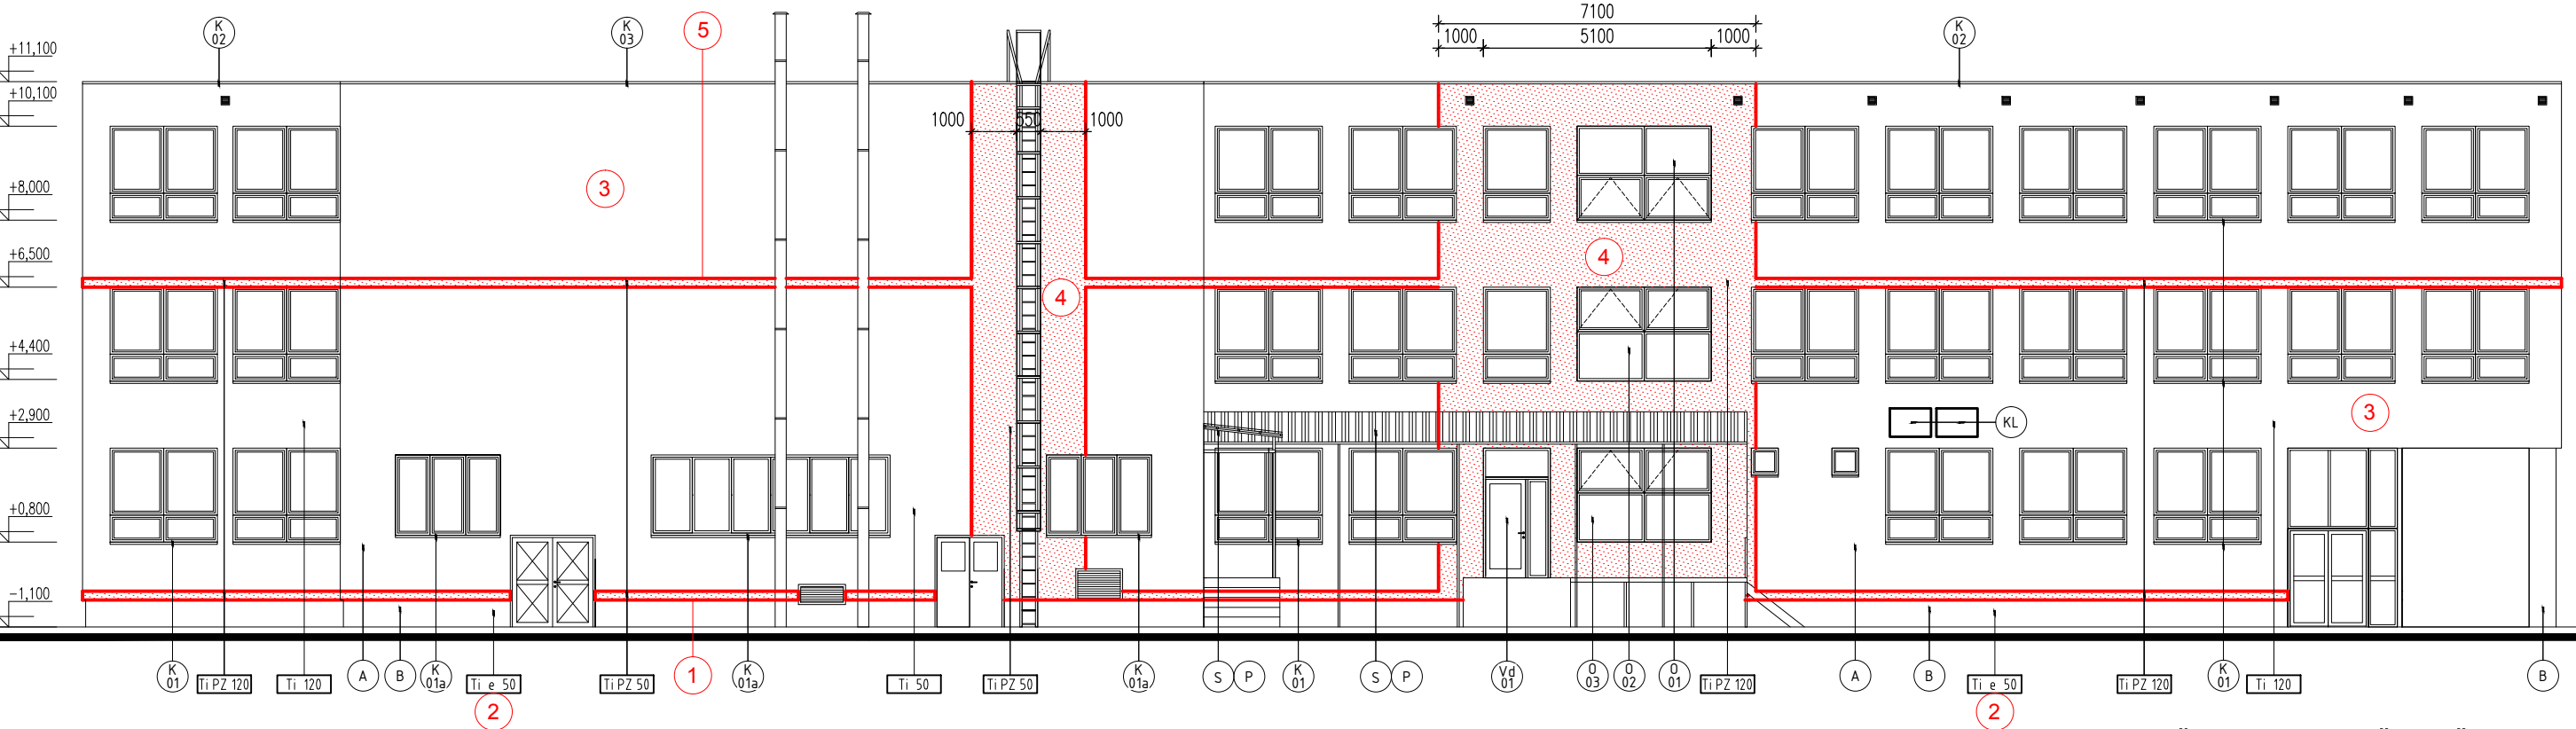 7100
1000 5100 1000
K 02
K 03
5
K 02
+11,100
+10,100
1000 550 1000
3
+8,000
4
+6,500
4
+4,400
+2,900
3
KL
+0,800
-1,100
K 01
Ti PZ 120
Ti 120
A
B
K 01a
Ti e 50
Ti PZ 50
1
K 01a
Ti 50
Ti PZ 50
K 01a
S P
K 01
S P
Vd 01
O 03
O 02
O 01
Ti PZ 120
A
B
Ti e 50
Ti PZ 120
K 01
Ti 120
B
2
2